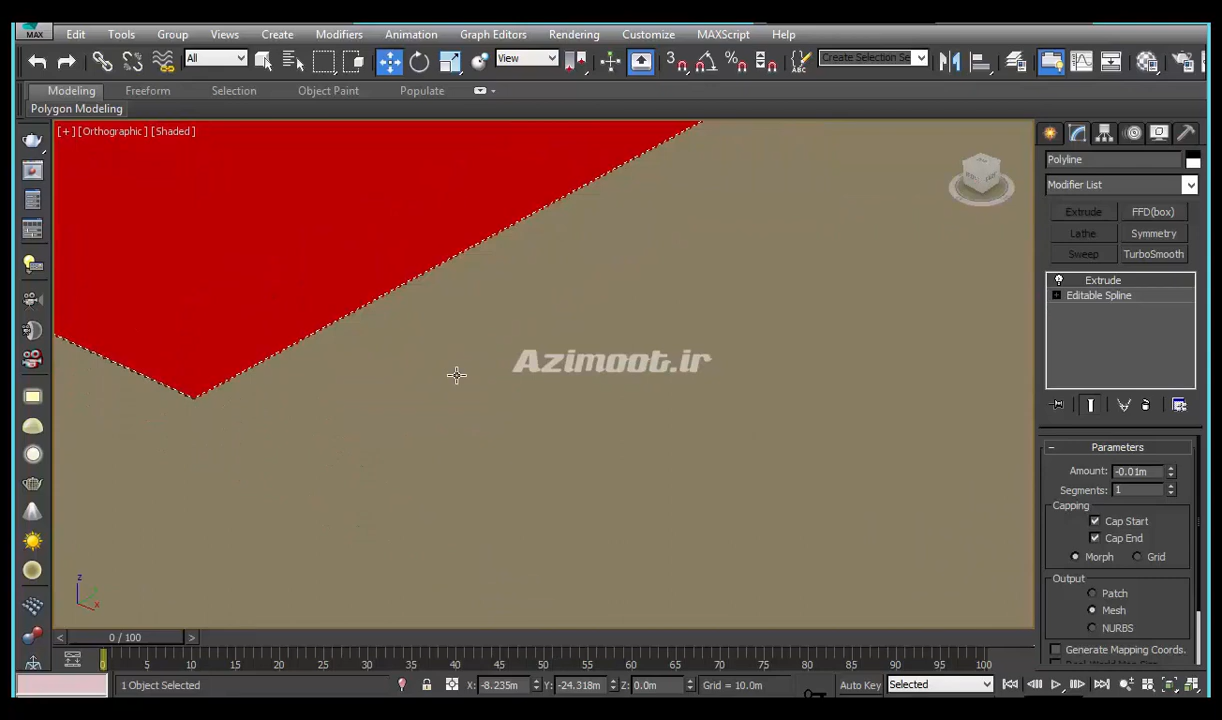 MAX Edit Tools Group Views Create Modifiers Animation Graph Editors Rendering Customize MAXScript Help
All View 3 Create Selection Se
Modeling Freeform Selection Object Paint Populate
Polygon Modeling
[+] [Orthographic] [Shaded]
Polyline
Modifier List
Extrude FFD(box)
Lathe Symmetry
Sweep TurboSmooth
Extrude
Editable Spline
Azimoot.ir
Parameters
Amount: -0.01m
Segments: 1
Capping
Cap Start
Cap End
Morph Grid
Output
Patch
Mesh
NURBS
Generate Mapping Coords.
z
x
< 0 / 100 >
0 5 10 15 20 25 30 35 40 45 50 55 60 65 70 75 80 85 90 95 100
1 Object Selected X: -8.235m Y: -24.318m Z: 0.0m Grid = 10.0m Auto Key Selected